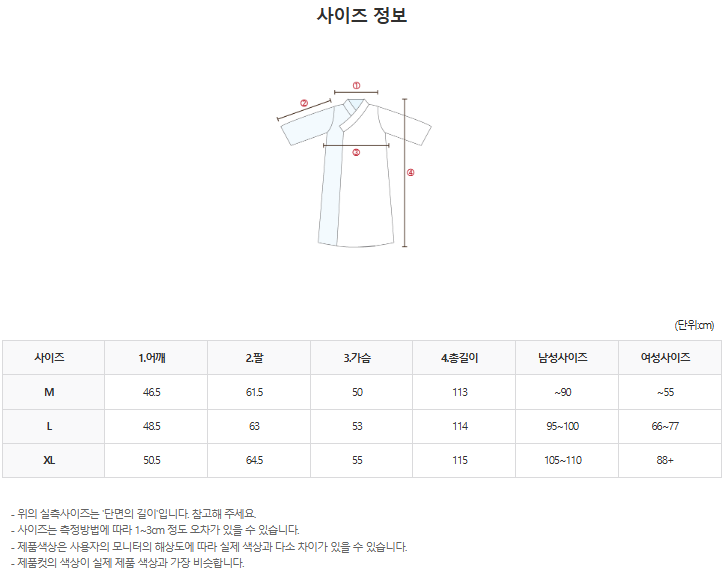 사이즈 정보
①
②
③
④
(단위:cm)
사이즈 1.어깨 2.팔 3.가슴 4.총길이 남성사이즈 여성사이즈
M 46.5 61.5 50 113 ~90 ~55
L 48.5 63 53 114 95~100 66~77
XL 50.5 64.5 55 115 105~110 88+
- 위의 실측사이즈는 '단면의 길이'입니다. 참고해 주세요.
- 사이즈는 측정방법에 따라 1~3cm 정도 오차가 있을 수 있습니다.
- 제품색상은 사용자의 모니터의 해상도에 따라 실제 색상과 다소 차이가 있을 수 있습니다.
- 제품컷의 색상이 실제 제품 색상과 가장 비슷합니다.